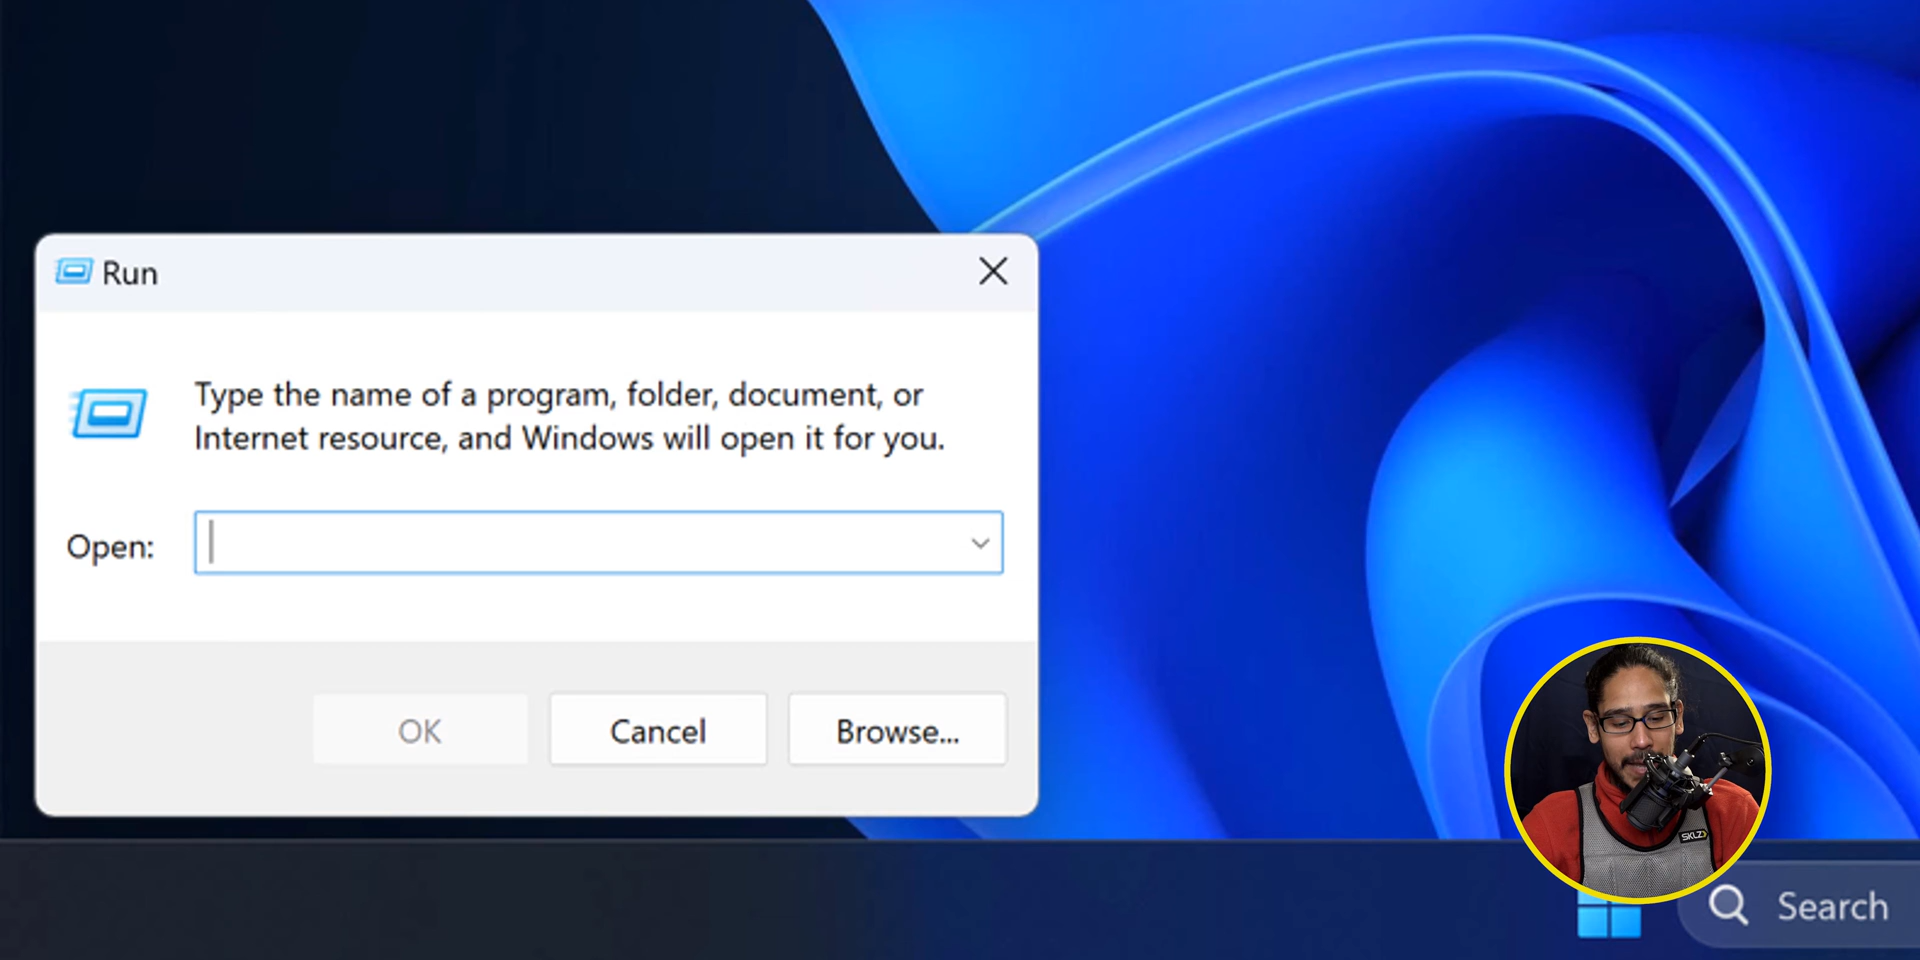 Run
Type the name of a program, folder, document, or
Internet resource, and Windows will open it for you.
Open:
OK
Cancel
Browse...
SKLZ
Search